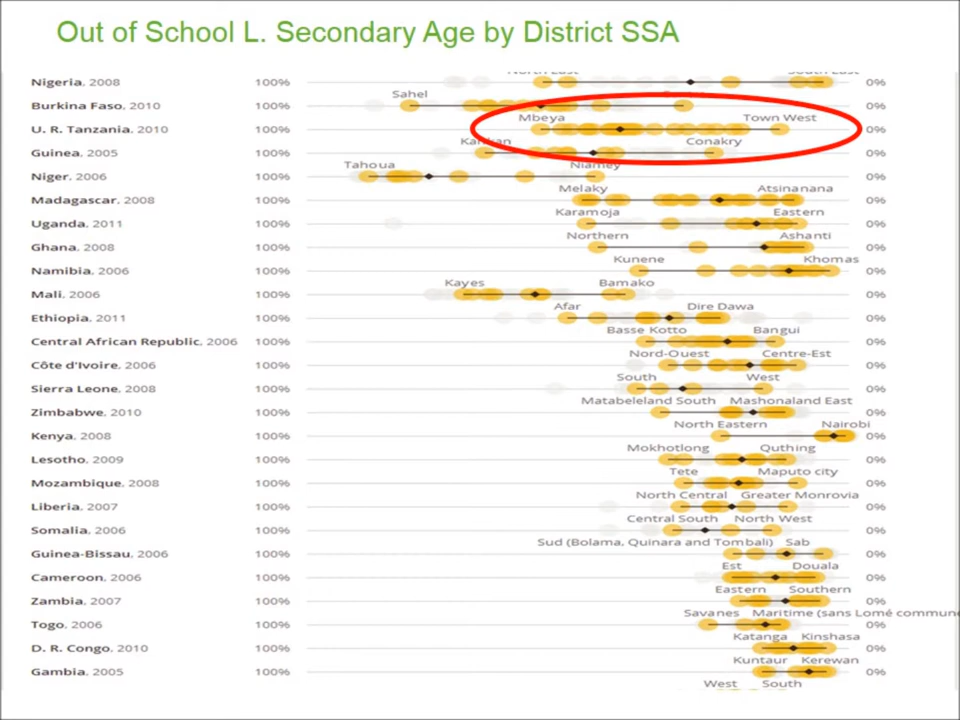 Out of School L. Secondary Age by District SSA
North East South East
Nigeria, 2008 100% 0%
Sahel
Burkina Faso, 2010 100% 0%
Mbeya Town West
U. R. Tanzania, 2010 100% 0%
Kankan Conakry
Guinea, 2005 100% 0%
Tahoua Niamey
Niger, 2006 100%
Melaky Atsinanana
Madagascar, 2008 100% 0%
Karamoja Eastern
Uganda, 2011 100% 0%
Northern Ashanti
Ghana, 2008 100% 0%
Kunene Khomas
Namibia, 2006 100% 0%
Kayes Bamako
Mali, 2006 100% 0%
Afar Dire Dawa
Ethiopia, 2011 100% 0%
Basse Kotto Bangui
Central African Republic, 2006 100% 0%
Nord-Ouest Centre-Est
Côte d'Ivoire, 2006 100% 0%
South West
Sierra Leone, 2008 100% 0%
Matabeleland South Mashonaland East
Zimbabwe, 2010 100% 0%
North Eastern Nairobi
Kenya, 2008 100% 0%
Mokhotlong Quthing
Lesotho, 2009 100% 0%
Tete Maputo city
Mozambique, 2008 100% 0%
North Central Greater Monrovia
Liberia, 2007 100% 0%
Central South North West
Somalia, 2006 100% 0%
Sud (Bolama, Quinara and Tombali) Sab
Guinea-Bissau, 2006 100% 0%
Est Douala
Cameroon, 2006 100% 0%
Eastern Southern
Zambia, 2007 100% 0%
Savanes Maritime (sans Lomé commune
Togo, 2006 100% 0%
Katanga Kinshasa
D. R. Congo, 2010 100% 0%
Kuntaur Kerewan
Gambia, 2005 100% 0%
West South